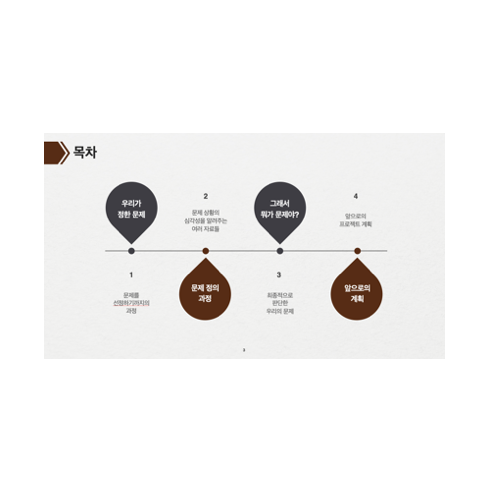 목차
우리가
정한 문제
1
문제를
선정하기까지의
과정
2
문제 상황의
심각성을 알려주는
여러 자료들
문제 정의
과정
그래서
뭐가 문제야?
3
최종적으로
판단한
우리의 문제
4
앞으로의
프로젝트 계획
앞으로의
계획